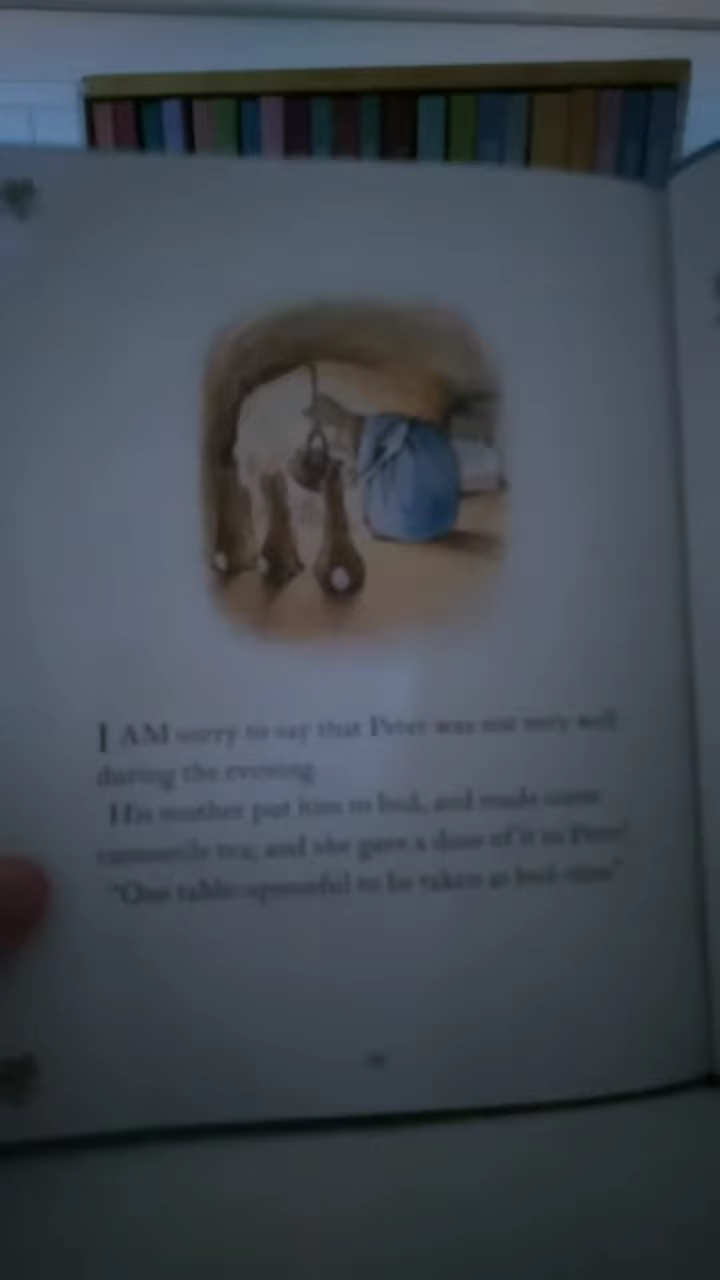 I AM sorry to say that Peter was not very well
during the evening.
His mother put him to bed, and made some
camomile tea; and she gave a dose of it to Peter!
"One table-spoonful to be taken at bed-time"